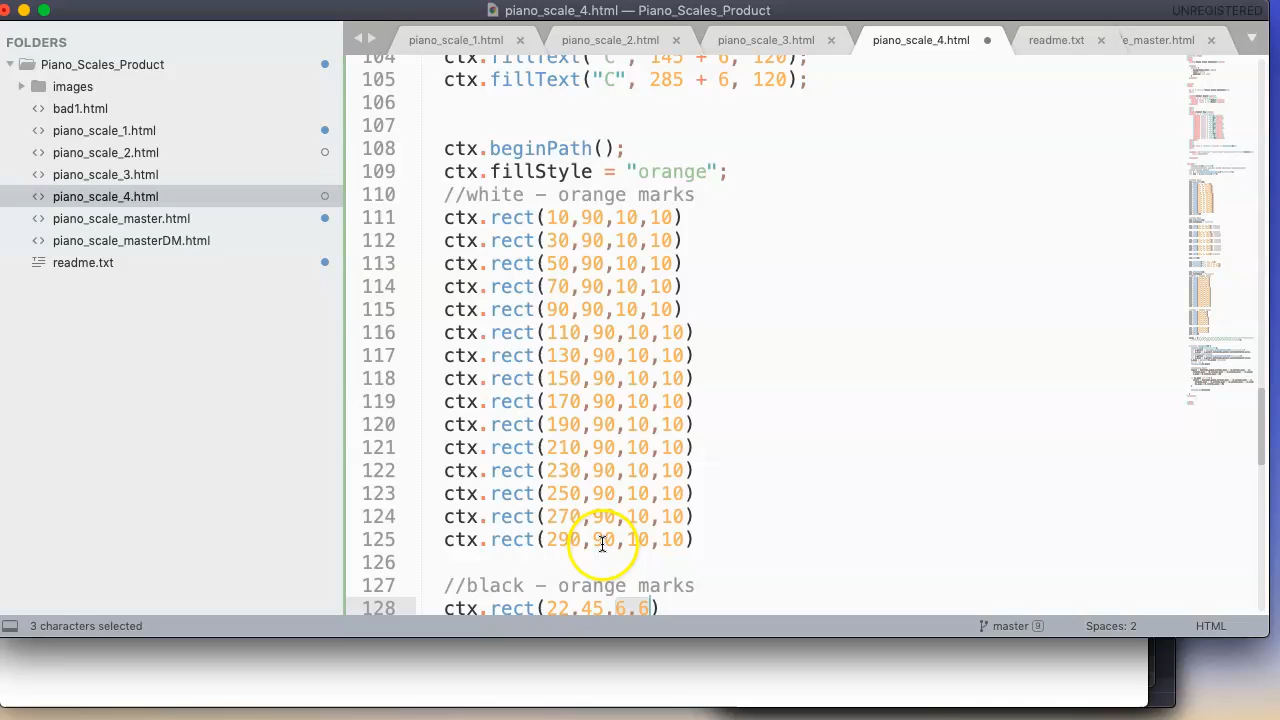 piano_scale_4.html — Piano_Scales_Product
UNREGISTERED
FOLDERS
Piano_Scales_Product
images
bad1.html
piano_scale_1.html
piano_scale_2.html
piano_scale_3.html
piano_scale_4.html
piano_scale_master.html
piano_scale_masterDM.html
readme.txt
piano_scale_1.html
piano_scale_2.html
piano_scale_3.html
piano_scale_4.html
readme.txt
e_master.html
104 ctx.fillText("C", 145 + 6, 120);
105 ctx.fillText("C", 285 + 6, 120);
106
107
108 ctx.beginPath();
109 ctx.fillStyle = "orange";
110 //white – orange marks
111 ctx.rect(10,90,10,10)
112 ctx.rect(30,90,10,10)
113 ctx.rect(50,90,10,10)
114 ctx.rect(70,90,10,10)
115 ctx.rect(90,90,10,10)
116 ctx.rect(110,90,10,10)
117 ctx.rect(130,90,10,10)
118 ctx.rect(150,90,10,10)
119 ctx.rect(170,90,10,10)
120 ctx.rect(190,90,10,10)
121 ctx.rect(210,90,10,10)
122 ctx.rect(230,90,10,10)
123 ctx.rect(250,90,10,10)
124 ctx.rect(270,90,10,10)
125 ctx.rect(290,90,10,10)
126
127 //black – orange marks
128 ctx.rect(22,45,6,6)
3 characters selected
master 9
Spaces: 2
HTML